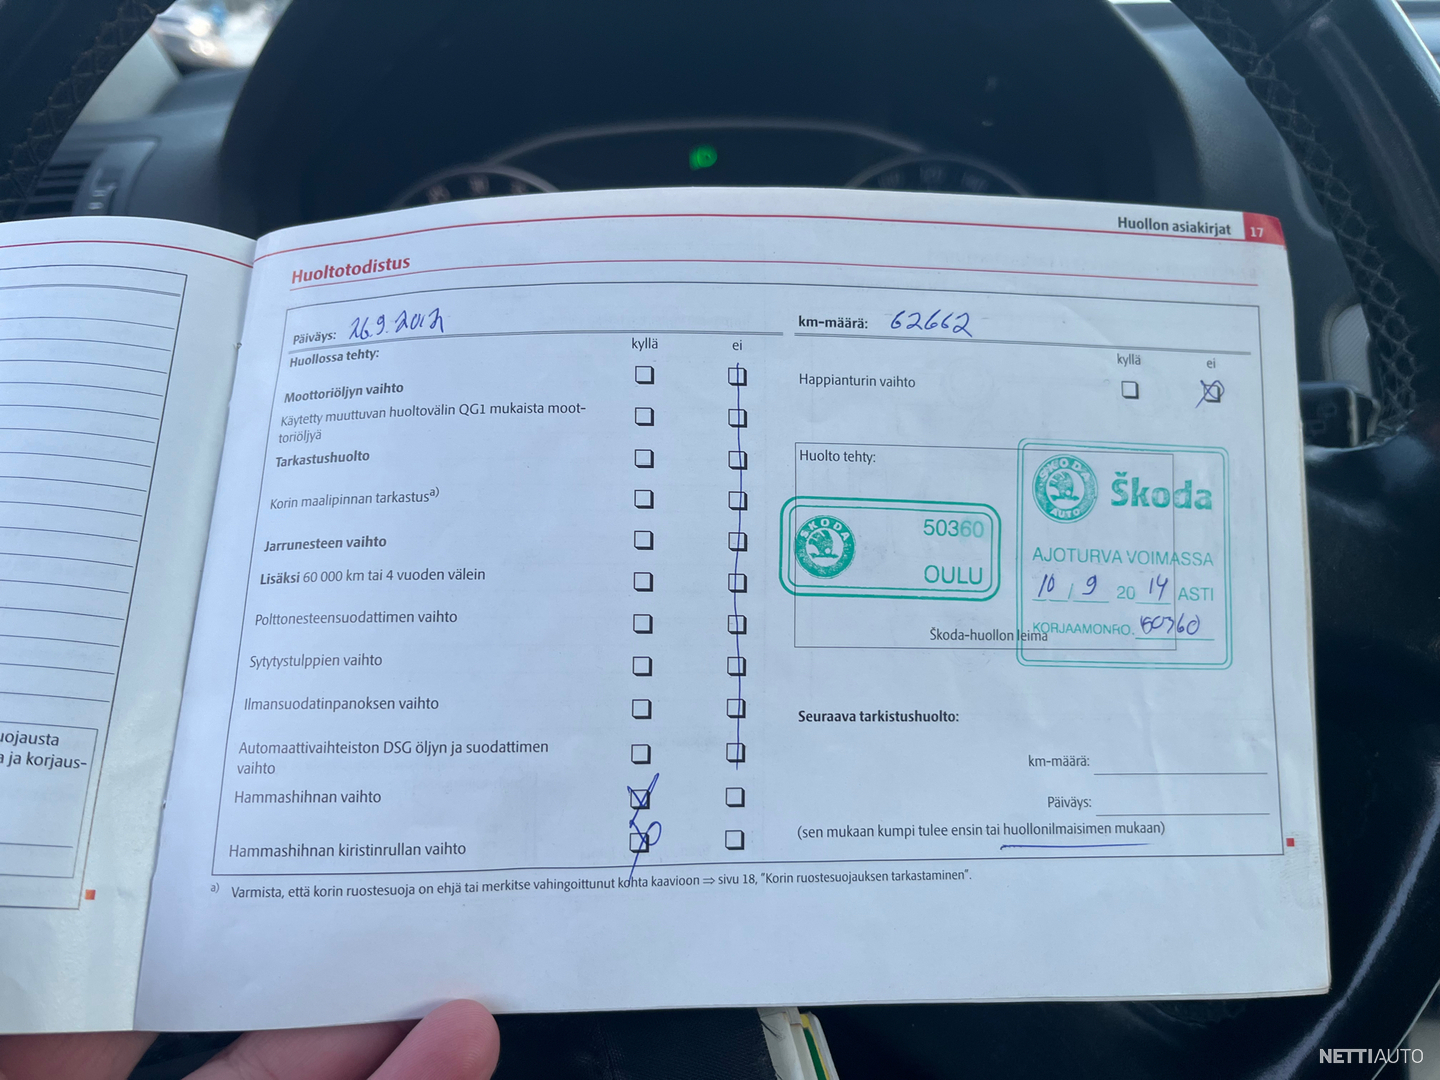 Huollon asiakirjat 17
Huoltotodistus
Päiväys: 26.9.2012
km-määrä: 62662
Huollossa tehty:
kyllä ei
kyllä ei
Moottoriöljyn vaihto
Käytetty muuttuvan huoltovälin QG1 mukaista moot-
toriöljyä
Tarkastushuolto
Korin maalipinnan tarkastusa)
Jarrunesteen vaihto
Lisäksi 60 000 km tai 4 vuoden välein
Polttonesteensuodattimen vaihto
Sytytystulppien vaihto
Ilmansuodatinpanoksen vaihto
Automaattivaihteiston DSG öljyn ja suodattimen
vaihto
Hammashihnan vaihto
Hammashihnan kiristinrullan vaihto
Happianturin vaihto
Huolto tehty:
ŠKODA
50360
OULU
ŠKODA
AUTO
Škoda
AJOTURVA VOIMASSA
10 / 9 20 14 ASTI
KORJAAMONRO. 50360
Škoda-huollon leima
Seuraava tarkistushuolto:
km-määrä:
Päiväys:
(sen mukaan kumpi tulee ensin tai huollonilmaisimen mukaan)
a) Varmista, että korin ruostesuoja on ehjä tai merkitse vahingoittunut kohta kaavioon ⇒ sivu 18, "Korin ruostesuojauksen tarkastaminen".
uojausta
a ja korjaus-
NETTIAUTO